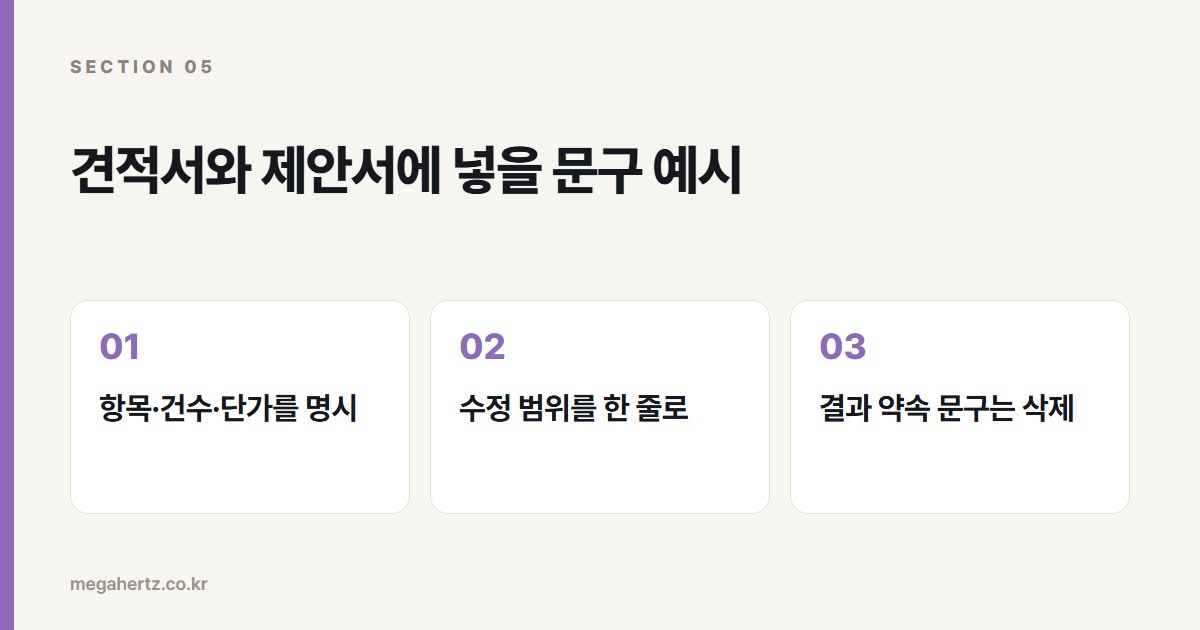 SECTION 05
견적서와 제안서에 넣을 문구 예시
01
항목·건수·단가를 명시
02
수정 범위를 한 줄로
03
결과 약속 문구는 삭제
megahertz.co.kr